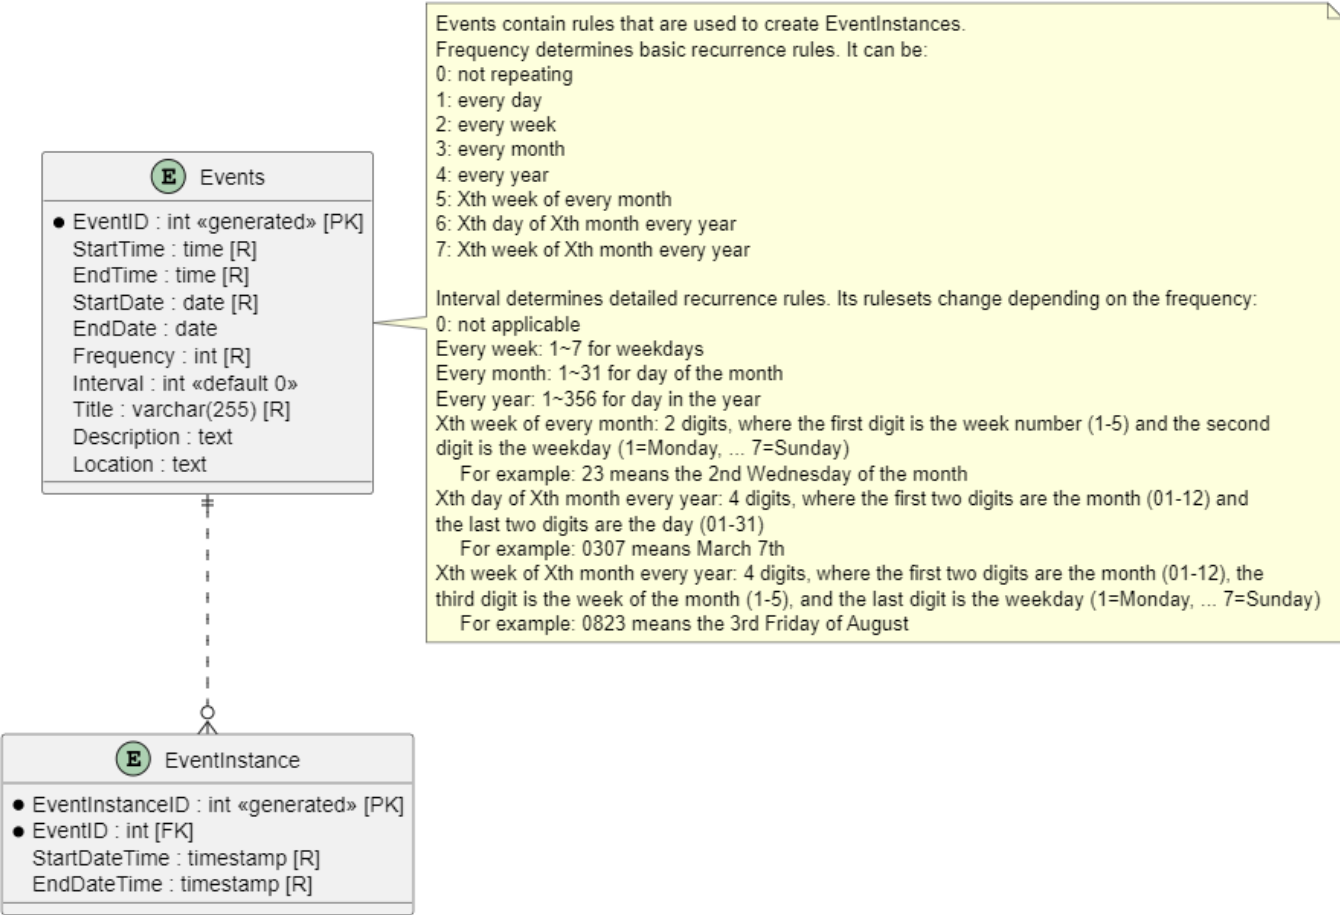 Events contain rules that are used to create EventInstances.
Frequency determines basic recurrence rules. It can be:
0: not repeating
1: every day
2: every week
3: every month
4: every year
5: Xth week of every month
6: Xth day of Xth month every year
7: Xth week of Xth month every year
Interval determines detailed recurrence rules. Its rulesets change depending on the frequency:
0: not applicable
Every week: 1~7 for weekdays
Every month: 1~31 for day of the month
Every year: 1~356 for day in the year
Xth week of every month: 2 digits, where the first digit is the week number (1-5) and the second
digit is the weekday (1=Monday, ... 7=Sunday)
For example: 23 means the 2nd Wednesday of the month
Xth day of Xth month every year: 4 digits, where the first two digits are the month (01-12) and
the last two digits are the day (01-31)
For example: 0307 means March 7th
Xth week of Xth month every year: 4 digits, where the first two digits are the month (01-12), the
third digit is the week of the month (1-5), and the last digit is the weekday (1=Monday, ... 7=Sunday)
For example: 0823 means the 3rd Friday of August
E Events
EventID : int «generated» [PK]
StartTime : time [R]
EndTime : time [R]
StartDate : date [R]
EndDate : date
Frequency : int [R]
Interval : int «default 0»
Title : varchar(255) [R]
Description : text
Location : text
E EventInstance
EventInstanceID : int «generated» [PK]
EventID : int [FK]
StartDateTime : timestamp [R]
EndDateTime : timestamp [R]